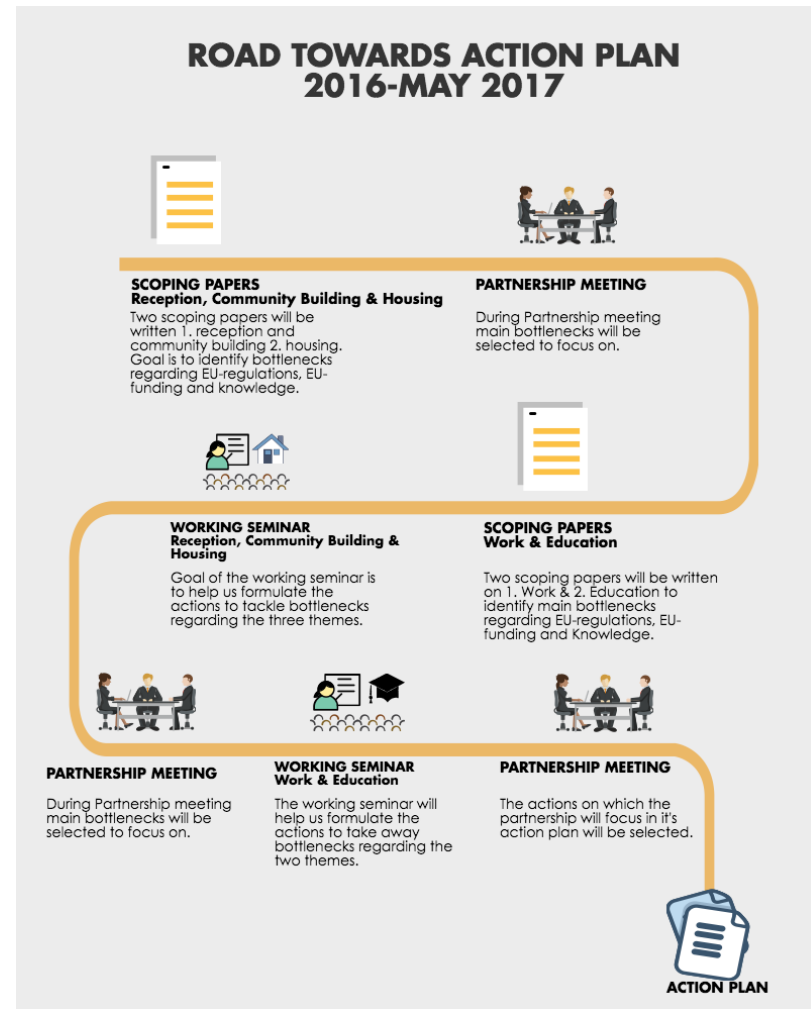 ROAD TOWARDS ACTION PLAN
2016-MAY 2017
SCOPING PAPERS
Reception, Community Building & Housing
Two scoping papers will be
written 1. reception and
community building 2. housing.
Goal is to identify bottlenecks
regarding EU-regulations, EU-
funding and knowledge.
PARTNERSHIP MEETING
During Partnership meeting
main bottlenecks will be
selected to focus on.
WORKING SEMINAR
Reception, Community Building &
Housing
Goal of the working seminar is
to help us formulate the
actions to tackle bottlenecks
regarding the three themes.
SCOPING PAPERS
Work & Education
Two scoping papers will be written
on 1. Work & 2. Education to
identify main bottlenecks
regarding EU-regulations, EU-
funding and Knowledge.
PARTNERSHIP MEETING
During Partnership meeting
main bottlenecks will be
selected to focus on.
WORKING SEMINAR
Work & Education
The working seminar will
help us formulate the
actions to take away
bottlenecks regarding the
two themes.
PARTNERSHIP MEETING
The actions on which the
partnership will focus in it's
action plan will be selected.
ACTION PLAN